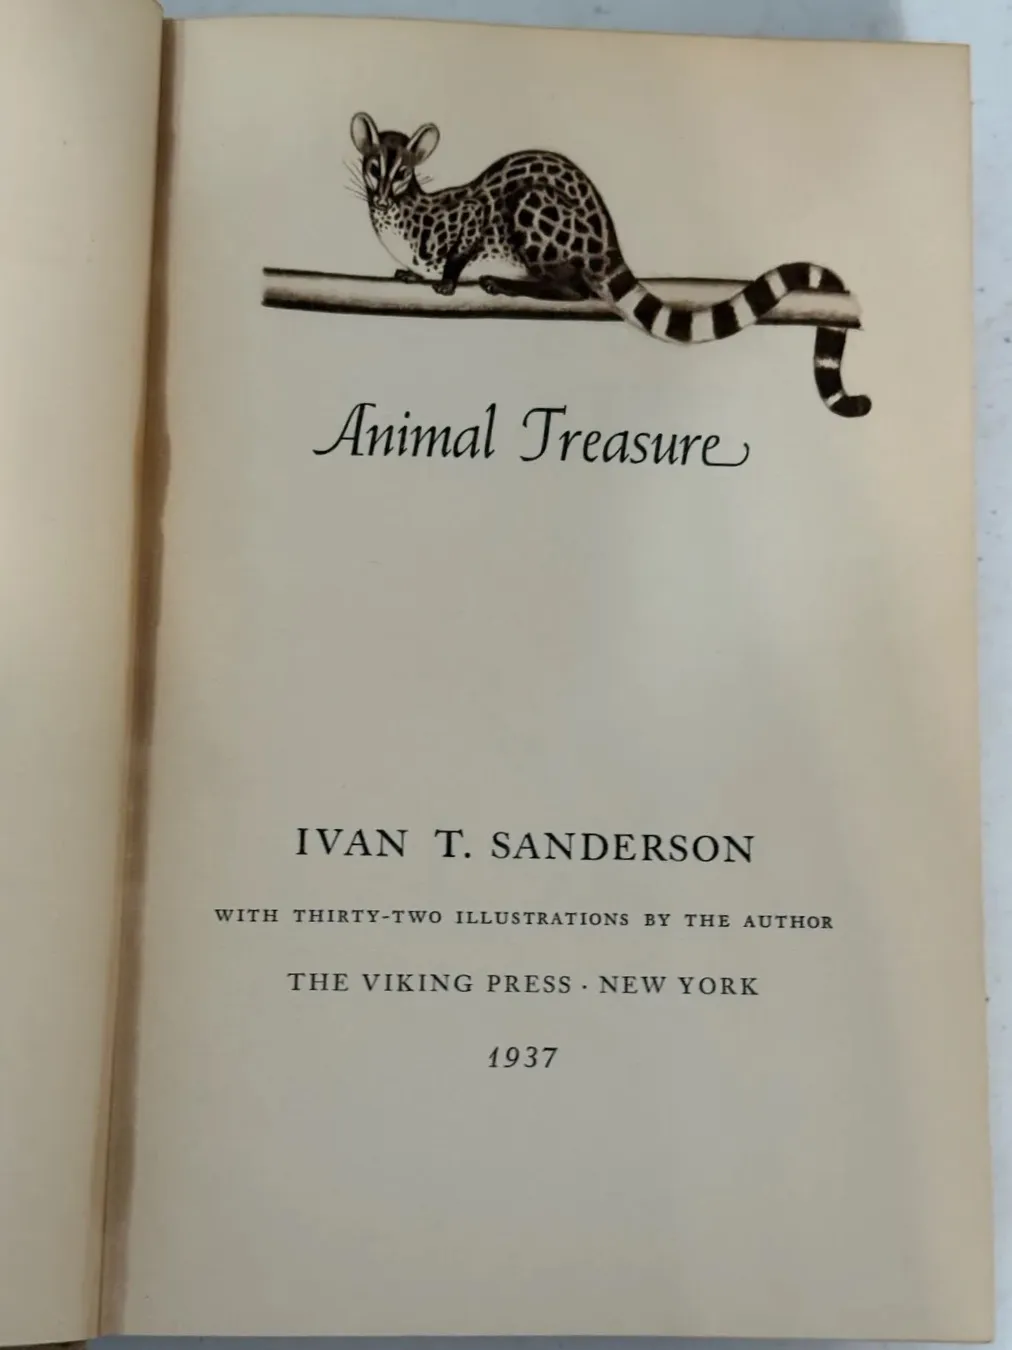 Animal Treasure
IVAN T. SANDERSON
WITH THIRTY-TWO ILLUSTRATIONS BY THE AUTHOR
THE VIKING PRESS · NEW YORK
1937